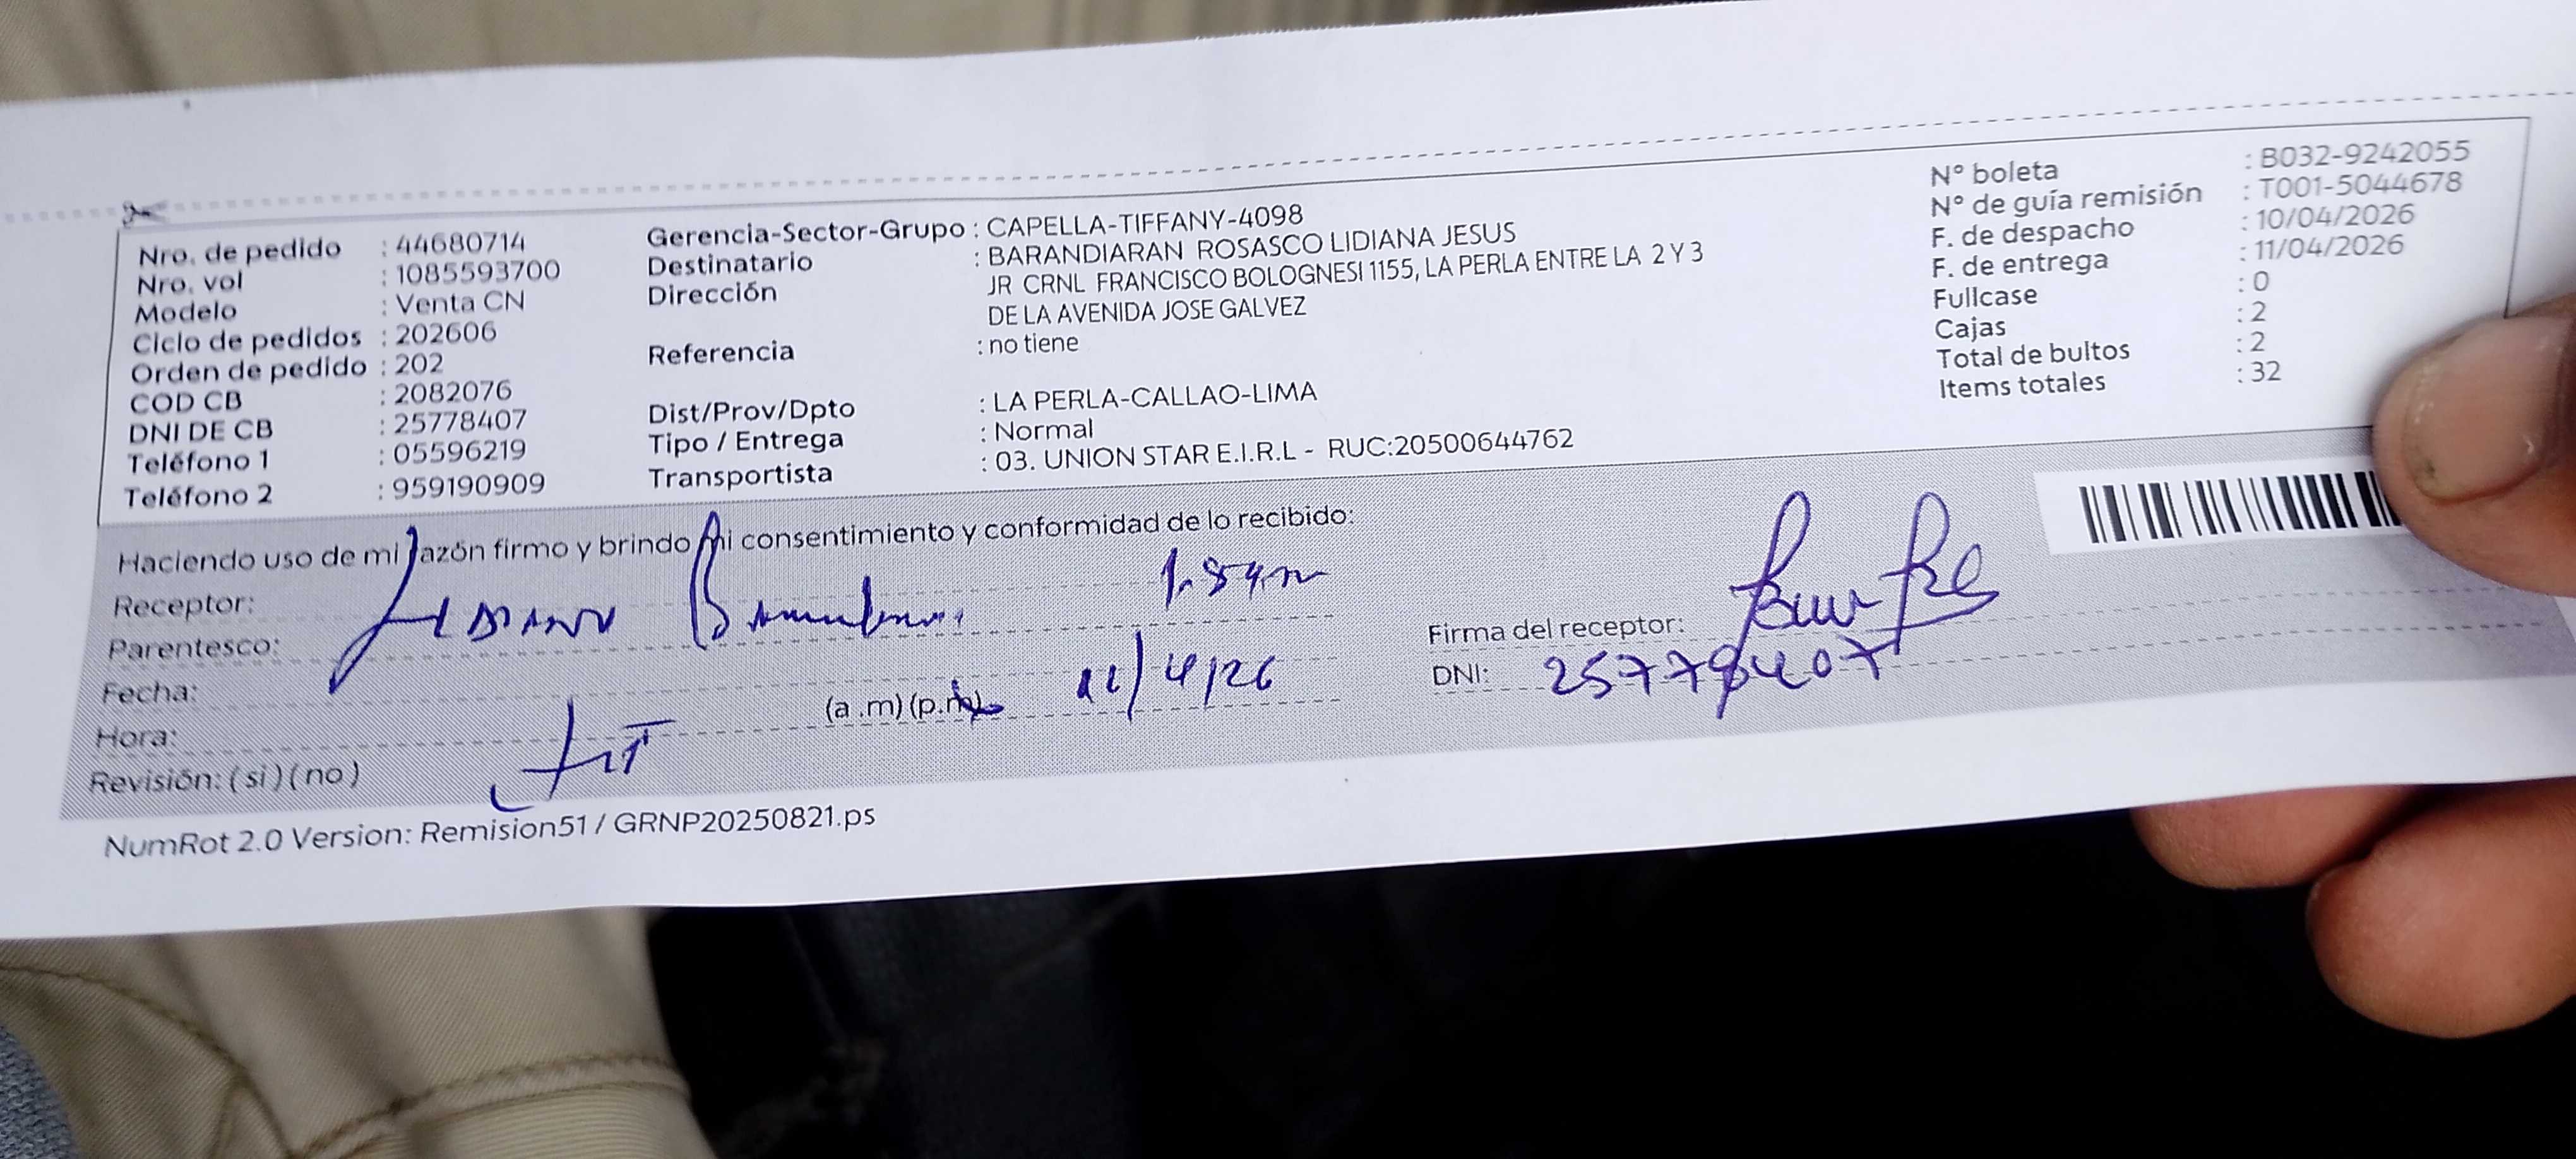 Nro. de pedido : 44680714
Nro. vol : 1085593700
Modelo : Venta CN
Ciclo de pedidos : 202606
Orden de pedido : 202
COD CB : 2082076
DNI DE CB : 25778407
Teléfono 1 : 05596219
Teléfono 2 : 959190909
Gerencia-Sector-Grupo : CAPELLA-TIFFANY-4098
Destinatario : BARANDIARAN ROSASCO LIDIANA JESUS
Dirección JR CRNL FRANCISCO BOLOGNESI 1155, LA PERLA ENTRE LA 2 Y 3
DE LA AVENIDA JOSE GALVEZ
Referencia : no tiene
Dist/Prov/Dpto : LA PERLA-CALLAO-LIMA
Tipo / Entrega : Normal
Transportista : 03. UNION STAR E.I.R.L - RUC:20500644762
N° boleta : B032-9242055
N° de guía remisión : T001-5044678
F. de despacho : 10/04/2026
F. de entrega : 11/04/2026
Fullcase : 0
Cajas : 2
Total de bultos : 2
Items totales : 32
Haciendo uso de mi razón firmo y brindo mi consentimiento y conformidad de lo recibido:
Receptor:
Parentesco:
Fecha: 11/4/26
Hora: (a .m) (p.m)
Revisión: ( si ) ( no )
Firma del receptor:
DNI: 25778407
NumRot 2.0 Version: Remision51 / GRNP20250821.ps